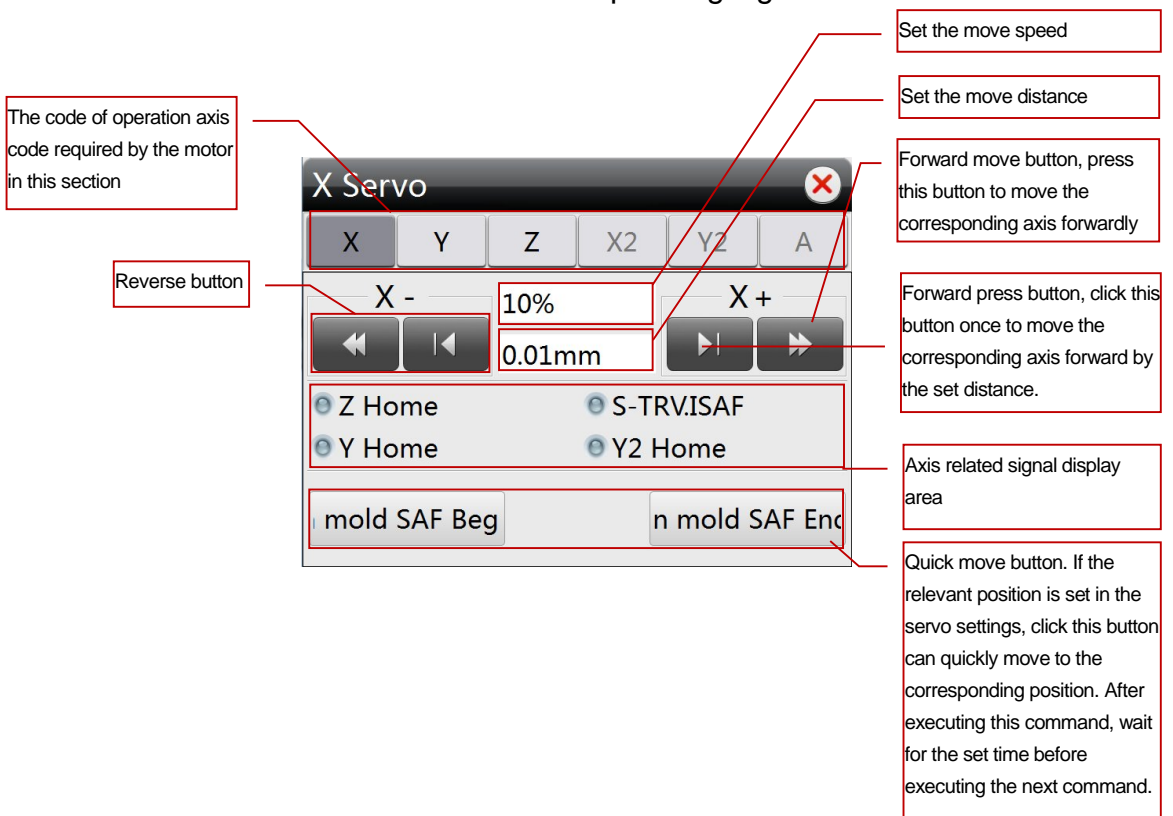 Set the move speed
Set the move distance
The code of operation axis
code required by the motor
in this section
Forward move button, press
this button to move the
corresponding axis forwardly
X Servo
X Y Z X2 Y2 A
Reverse button
X - 10% X +
0.01mm
Forward press button, click this
button once to move the
corresponding axis forward by
the set distance.
Z Home S-TRV.ISAF
Y Home Y2 Home
Axis related signal display
area
mold SAF Beg n mold SAF Enc
Quick move button. If the
relevant position is set in the
servo settings, click this button
can quickly move to the
corresponding position. After
executing this command, wait
for the set time before
executing the next command.